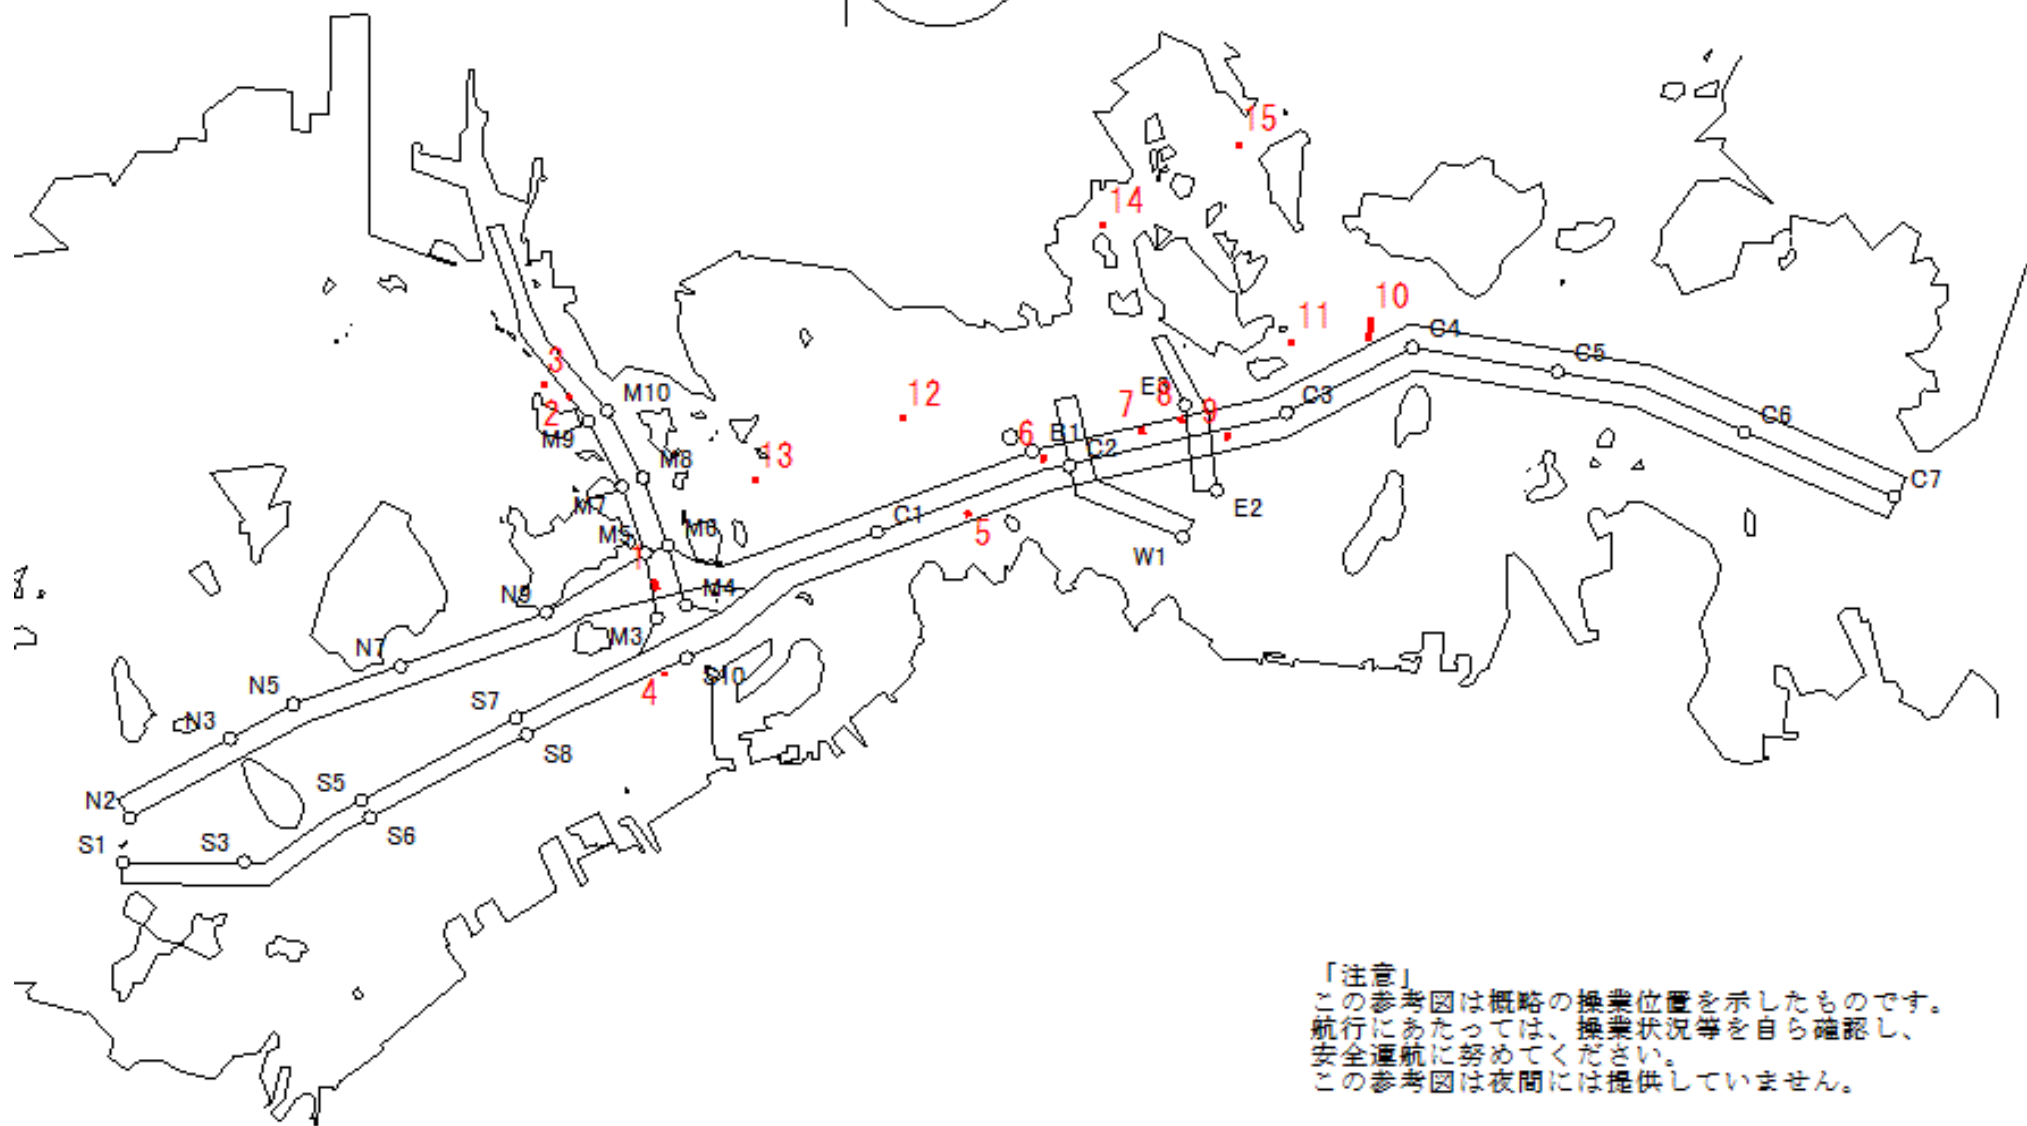 15
14
11
10
C4
C5
3
M10
2
M9
12
E3
8
7
9
C3
C6
6
B1
C2
M8
13
C7
M7
E2
C1
5
M5
M6
1
W1
N9
M4
M3
N7
4
S10
N5
S7
N3
S8
S5
N2
S6
S1
S3
「注意」
この参考図は概略の操業位置を示したものです。
航行にあたっては、操業状況等を自ら確認し、
安全運航に努めてください。
この参考図は夜間には提供していません。